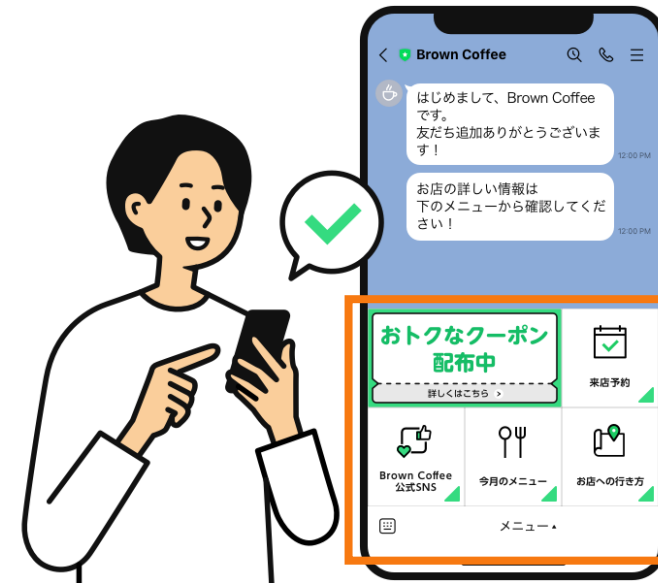 Brown Coffee
はじめまして、Brown Coffee
です。
友だち追加ありがとうございま
す！
12:00 PM
お店の詳しい情報は
下のメニューから確認してくだ
さい！
12:00 PM
おトクなクーポン
配布中
詳しくはこちら
来店予約
Brown Coffee
公式SNS
今月のメニュー
お店への行き方
メニュー